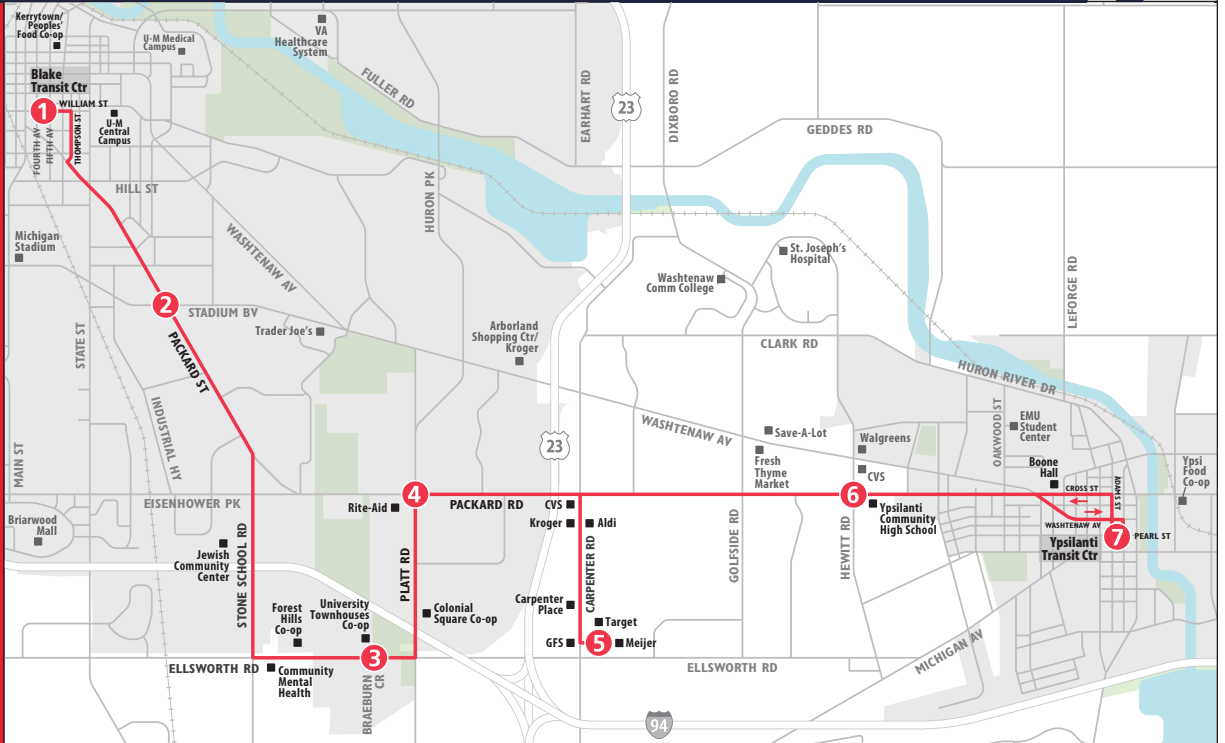 Kerrytown/
Peoples'
Food Co-op
U-M Medical
Campus
VA
Healthcare
System
FULLER RD
EARHART RD
23
DIXBORO RD
GEDDES RD
Blake
Transit Ctr
1
WILLIAM ST
U-M
Central
Campus
FOURTH AV
FIFTH AV
THOMPSON ST
HILL ST
HURON PK
Michigan
Stadium
WASHTENAW AV
St. Joseph's
Hospital
Washtenaw
Comm College
LEFORGE RD
2
STADIUM BV
Trader Joe's
Arborland
Shopping Ctr/
Kroger
STATE ST
PACKARD ST
CLARK RD
HURON RIVER DR
INDUSTRIAL HY
MAIN ST
23
WASHTENAW AV
Save-A-Lot
Fresh
Thyme
Market
Walgreens
CVS
OAKWOOD ST
EMU
Student
Center
Boone
Hall
Ypsi
Food
Co-op
EISENHOWER PK
Rite-Aid
4
PACKARD RD
CVS
Kroger
Aldi
6
Ypsilanti
Community
High School
CROSS ST
ADAMS ST
WASHTENAW AV
7
PEARL ST
Ypsilanti
Transit Ctr
Briarwood
Mall
Jewish
Community
Center
STONE SCHOOL RD
PLATT RD
CARPENTER RD
GOLFSIDE RD
HEWITT RD
Forest
Hills
Co-op
University
Townhouses
Co-op
Colonial
Square Co-op
Carpenter
Place
Target
GFS
5
Meijer
3
ELLSWORTH RD
Community
Mental
Health
BRAEBURN
CR
ELLSWORTH RD
MICHIGAN AV
94